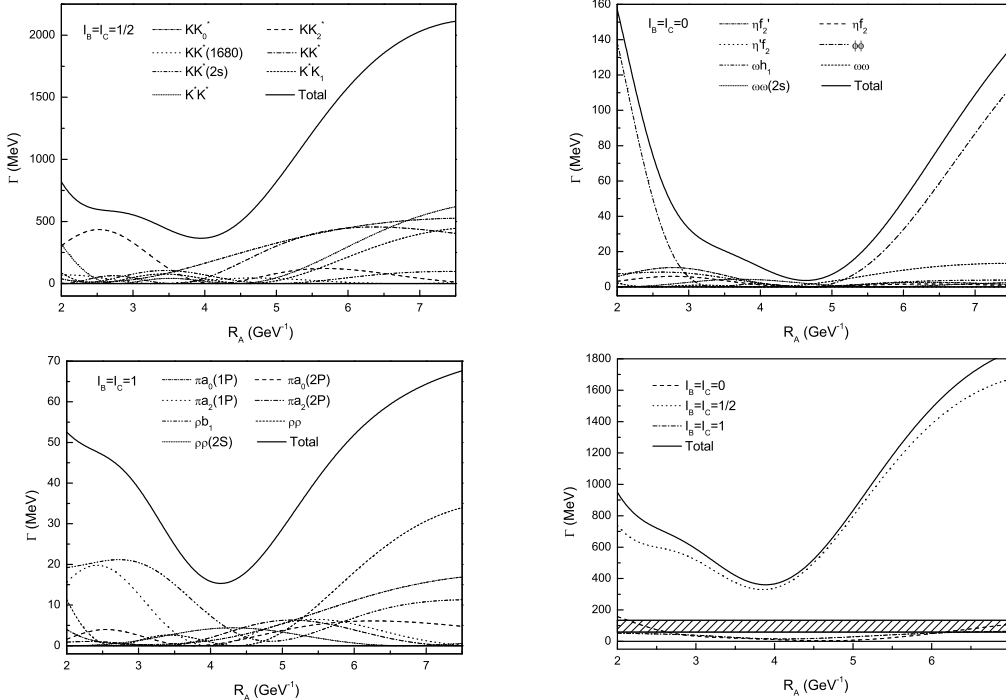 I_B=I_C=1/2
KK_0^*
KK_2^*
KK^*(1680)
KK^*
KK^*(2s)
K^*K_1
K^*K^*
Total
2000
1500
1000
500
0
2 3 4 5 6 7
Γ (MeV)
R_A (GeV^-1)
I_B=I_C=0
ηf_2'
ηf_2
η'f_2
ϕϕ
ωh_1
ωω
ωω(2s)
Total
160
140
120
100
80
60
40
20
0
2 3 4 5 6 7
Γ (MeV)
R_A (GeV^-1)
I_B=I_C=1
πa_0(1P)
πa_0(2P)
πa_2(1P)
πa_2(2P)
ρb_1
ρρ
ρρ(2S)
Total
70
60
50
40
30
20
10
0
2 3 4 5 6 7
Γ (MeV)
R_A (GeV^-1)
I_B=I_C=0
I_B=I_C=1/2
I_B=I_C=1
Total
1800
1600
1400
1200
1000
800
600
400
200
0
2 3 4 5 6
Γ (MeV)
R_A (GeV^-1)